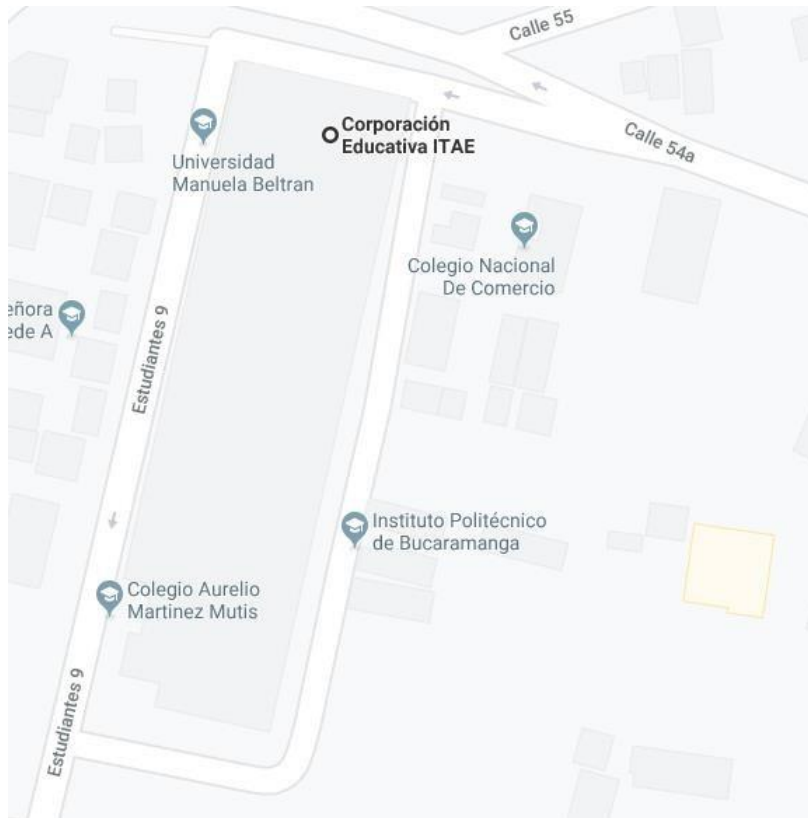 Calle 55
Corporación
Educativa ITAE
Calle 54a
Universidad
Manuela Beltran
Colegio Nacional
De Comercio
eñora
ede A
Estudiantes 9
Instituto Politécnico
de Bucaramanga
Colegio Aurelio
Martinez Mutis
Estudiantes 9